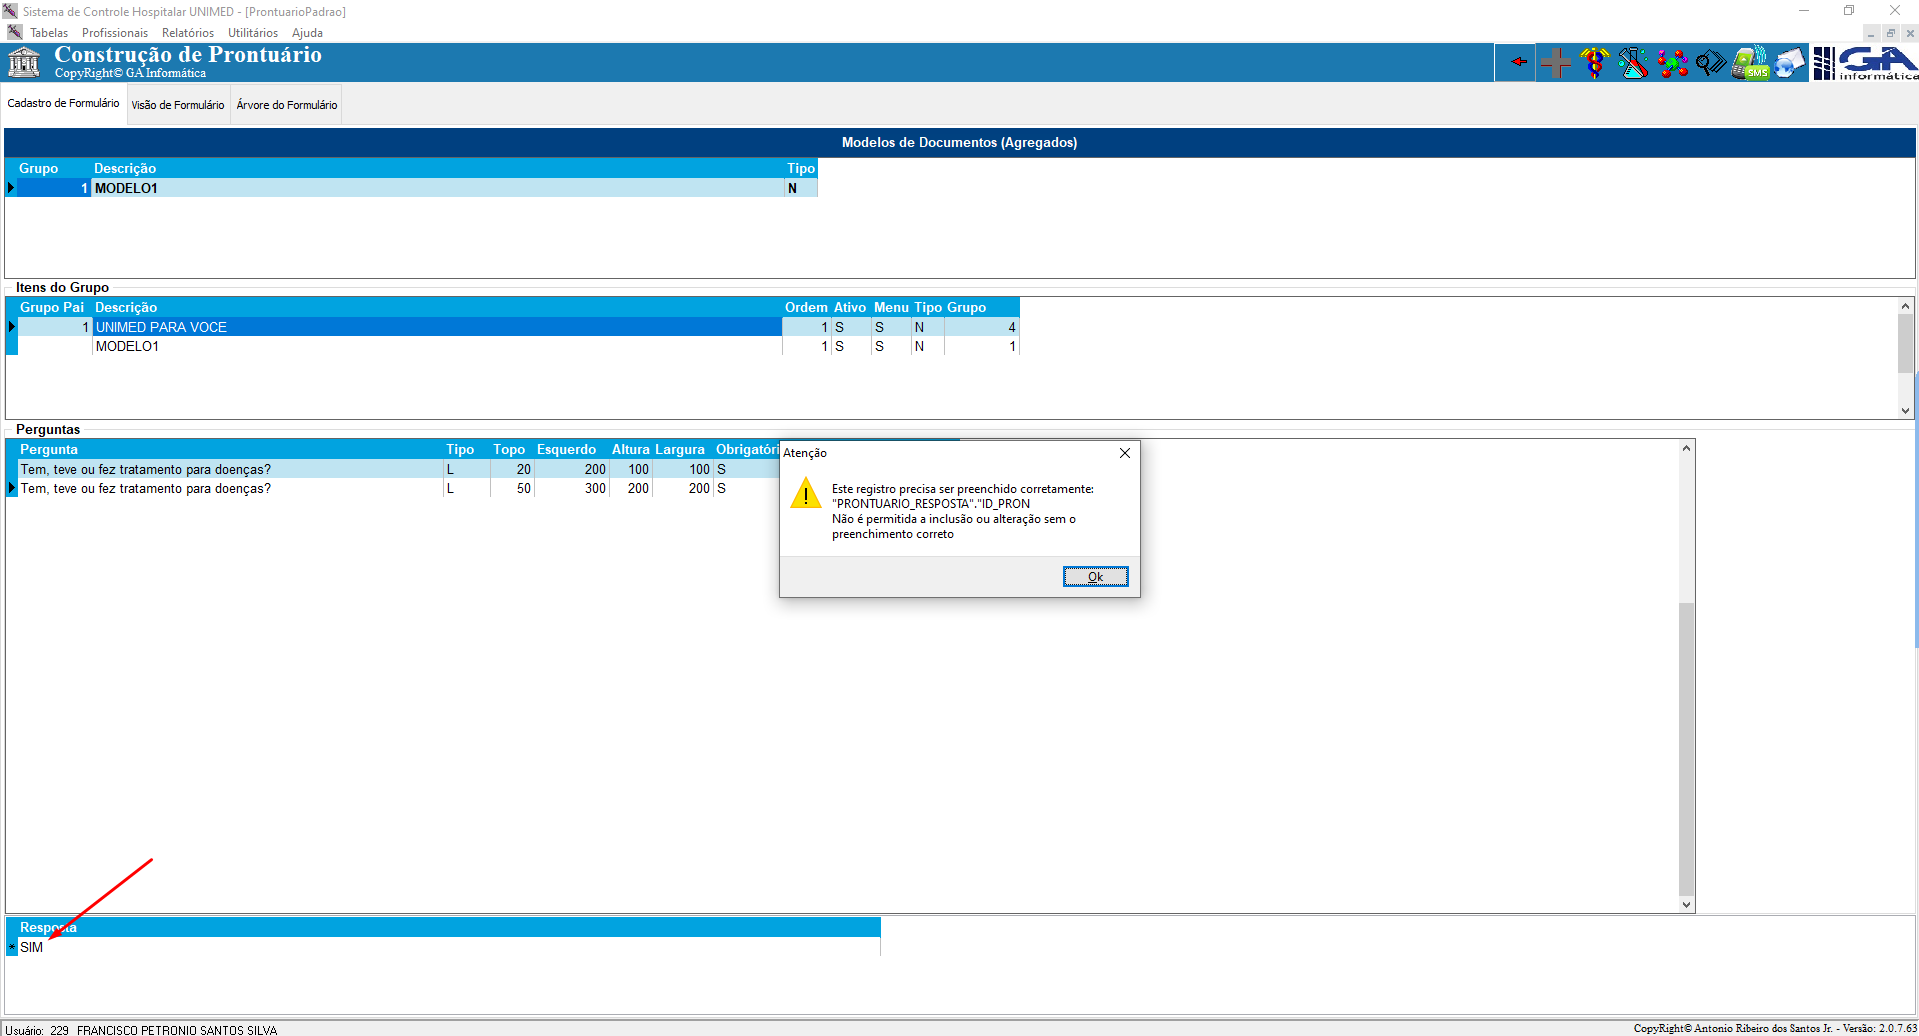 Sistema de Controle Hospitalar UNIMED - [ProntuarioPadrao]
Tabelas Profissionais Relatórios Utilitários Ajuda
Construção de Prontuário
CopyRight© GA Informática
SMS
GA
informática
Cadastro de Formulário Visão de Formulário Árvore do Formulário
Modelos de Documentos (Agregados)
Grupo Descrição Tipo
1 MODELO1 N
Itens do Grupo
Grupo Pai Descrição Ordem Ativo Menu Tipo Grupo
1 UNIMED PARA VOCE 1 S S N 4
MODELO1 1 S S N 1
Perguntas
Pergunta Tipo Topo Esquerdo Altura Largura Obrigatóri
Tem, teve ou fez tratamento para doenças? L 20 200 100 100 S
Tem, teve ou fez tratamento para doenças? L 50 300 200 200 S
Atenção
Este registro precisa ser preenchido corretamente:
"PRONTUARIO_RESPOSTA"."ID_PRON
Não é permitida a inclusão ou alteração sem o
preenchimento correto
Ok
Resposta
* SIM
Usuário: 229 FRANCISCO PETRONIO SANTOS SILVA
CopyRight© Antonio Ribeiro dos Santos Jr. - Versão: 2.0.7.63